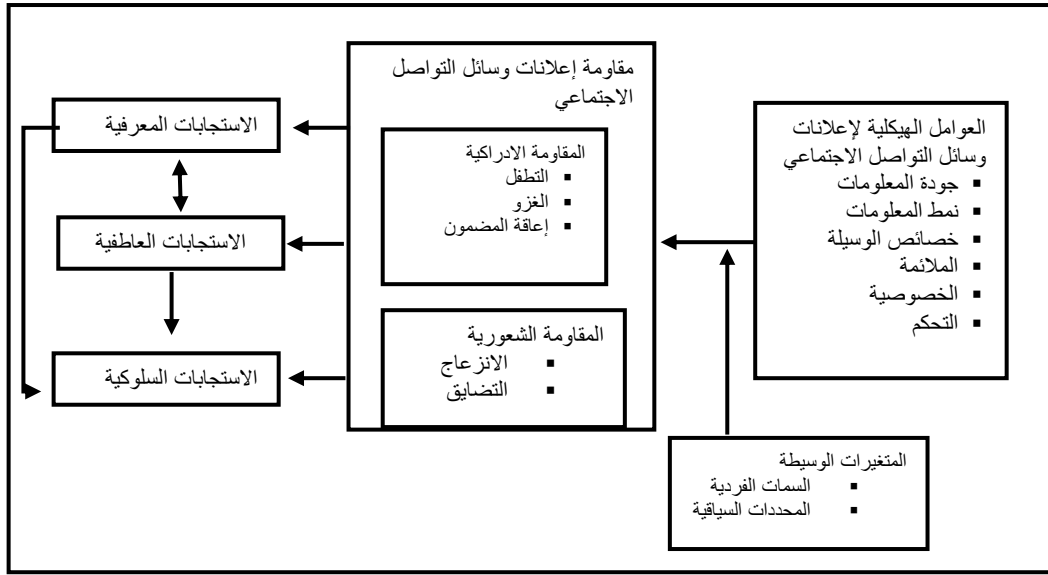 العوامل الهيكلية لإعلانات
وسائل التواصل الاجتماعي
▪ جودة المعلومات
▪ نمط المعلومات
▪ خصائص الوسيلة
▪ الملائمة
▪ الخصوصية
▪ التحكم
المتغيرات الوسيطة
▪ السمات الفردية
▪ المحددات السياقية
مقاومة إعلانات وسائل التواصل
الاجتماعي
المقاومة الادراكية
▪ التطفل
▪ الغزو
▪ إعاقة المضمون
المقاومة الشعورية
▪ الانزعاج
▪ التضايق
الاستجابات المعرفية
الاستجابات العاطفية
الاستجابات السلوكية